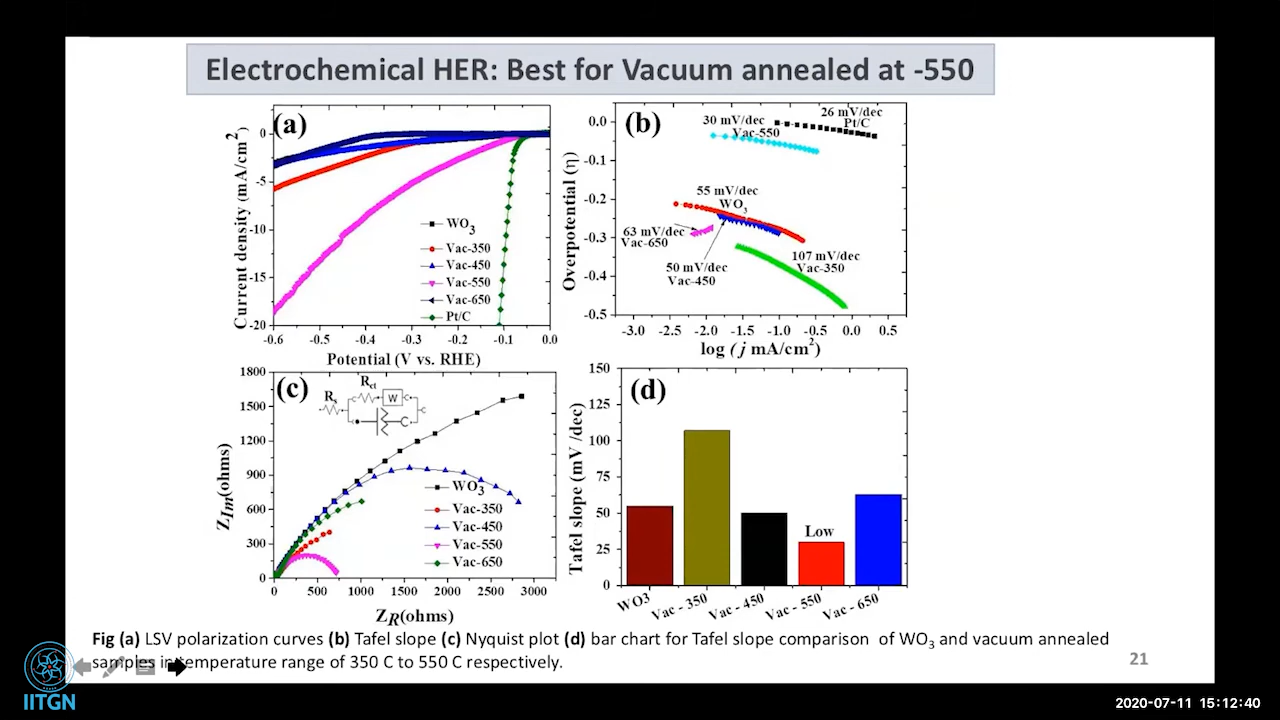 Electrochemical HER: Best for Vacuum annealed at -550
(a)
Current density (mA/cm²)
0
-5
-10
-15
-20
-0.6 -0.5 -0.4 -0.3 -0.2 -0.1 0.0
Potential (V vs. RHE)
WO₃
Vac-350
Vac-450
Vac-550
Vac-650
Pt/C
(b)
Overpotential (η)
0.0
-0.1
-0.2
-0.3
-0.4
-0.5
-3.0 -2.5 -2.0 -1.5 -1.0 -0.5 0.0 0.5
log (j mA/cm²)
26 mV/dec
Pt/C
30 mV/dec
Vac-550
55 mV/dec
WO₃
63 mV/dec
Vac-650
50 mV/dec
Vac-450
107 mV/dec
Vac-350
(c)
Z_Im(ohms)
1800
1500
1200
900
600
300
0
0 500 1000 1500 2000 2500 3000
Z_R(ohms)
R_s
R_ct
W
WO₃
Vac-350
Vac-450
Vac-550
Vac-650
(d)
Tafel slope (mV /dec)
150
125
100
75
50
25
0
Low
WO3 Vac - 350 Vac - 450 Vac - 550 Vac - 650
Fig (a) LSV polarization curves (b) Tafel slope (c) Nyquist plot (d) bar chart for Tafel slope comparison of WO₃ and vacuum annealed
samples in temperature range of 350 C to 550 C respectively.
21
IITGN
2020-07-11 15:12:40